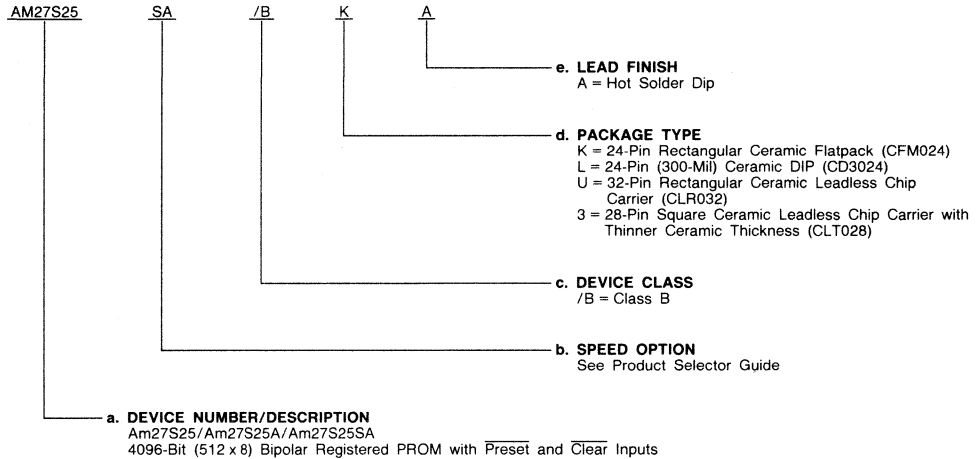 AM27S25 SA /B K A
e. LEAD FINISH
A = Hot Solder Dip
d. PACKAGE TYPE
K = 24-Pin Rectangular Ceramic Flatpack (CFM024)
L = 24-Pin (300-Mil) Ceramic DIP (CD3024)
U = 32-Pin Rectangular Ceramic Leadless Chip
Carrier (CLR032)
3 = 28-Pin Square Ceramic Leadless Chip Carrier with
Thinner Ceramic Thickness (CLT028)
c. DEVICE CLASS
/B = Class B
b. SPEED OPTION
See Product Selector Guide
a. DEVICE NUMBER/DESCRIPTION
Am27S25/Am27S25A/Am27S25SA
4096-Bit (512 x 8) Bipolar Registered PROM with Preset and Clear Inputs